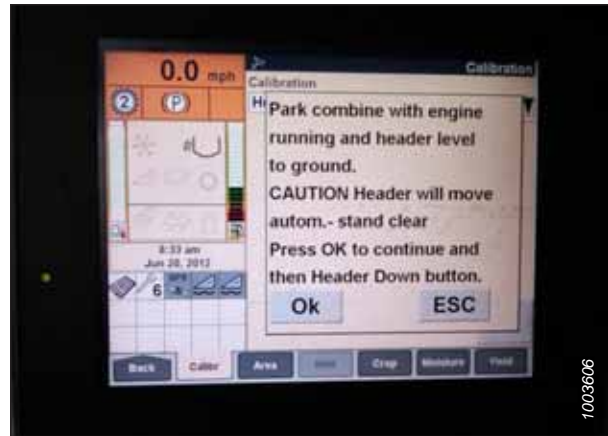 0.0 mph
Calibration
Calibration
2 (P)
Park combine with engine
running and header level
to ground.
CAUTION Header will move
autom.- stand clear
Press OK to continue and
then Header Down button.
Ok ESC
8:33 am
Jun 20, 2012
6
Back Calibr Area Crop Moisture Yield
1003606